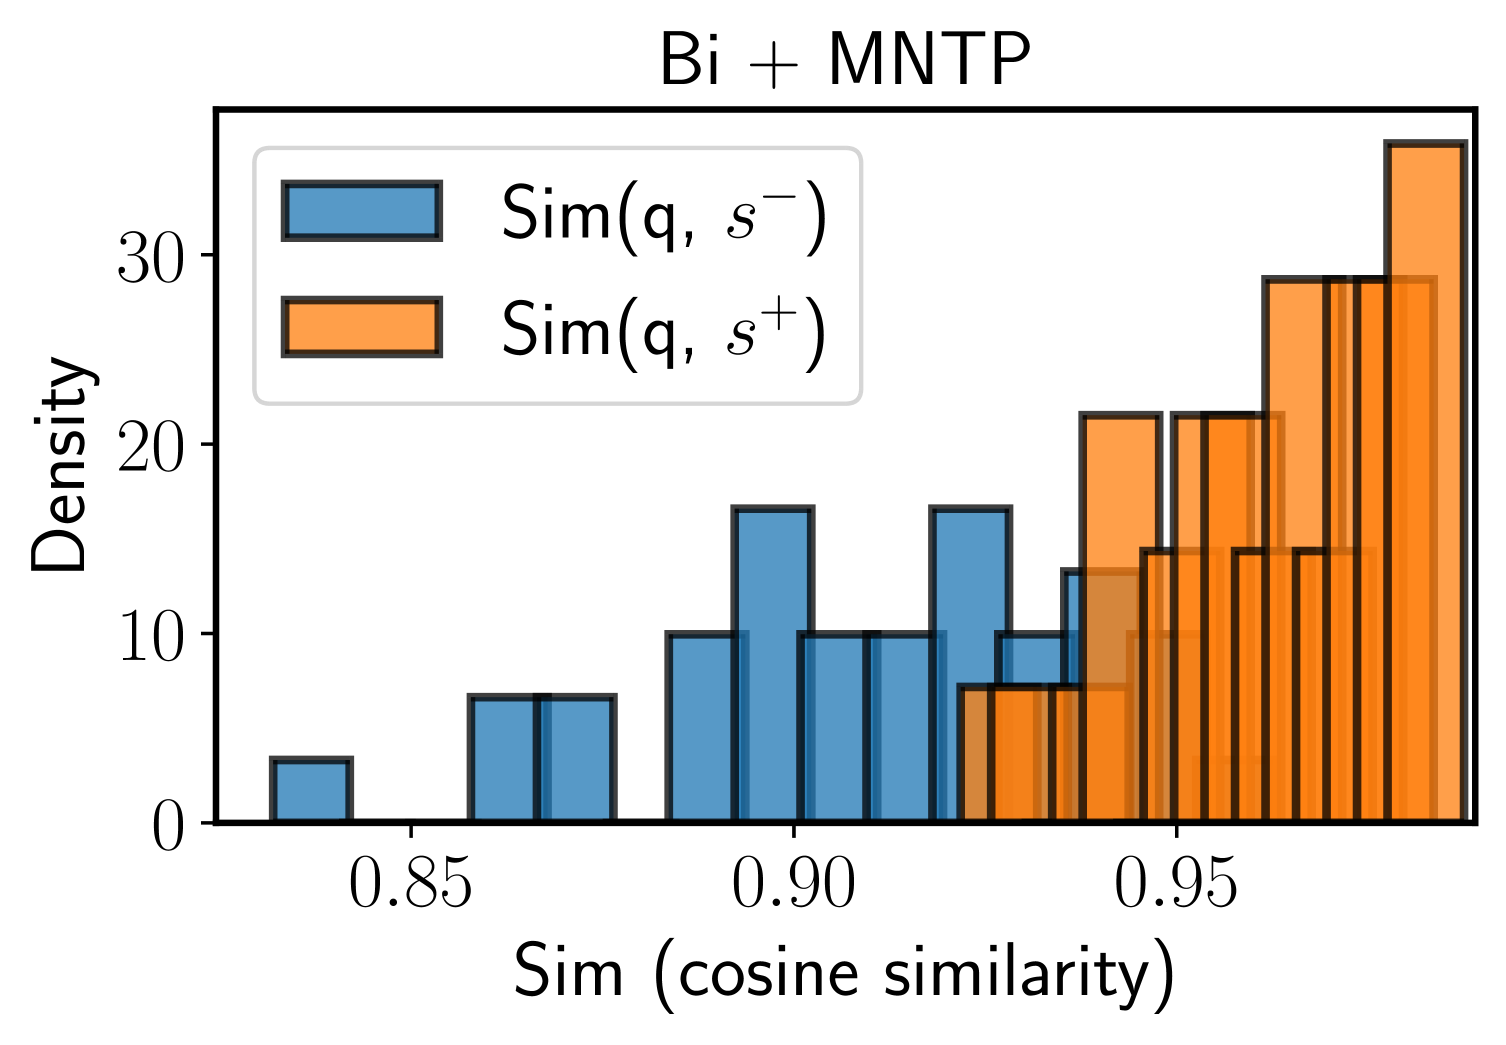 Bi + MNTP
Sim(q, s⁻)
Sim(q, s⁺)
Density
30
20
10
0
0.85 0.90 0.95
Sim (cosine similarity)